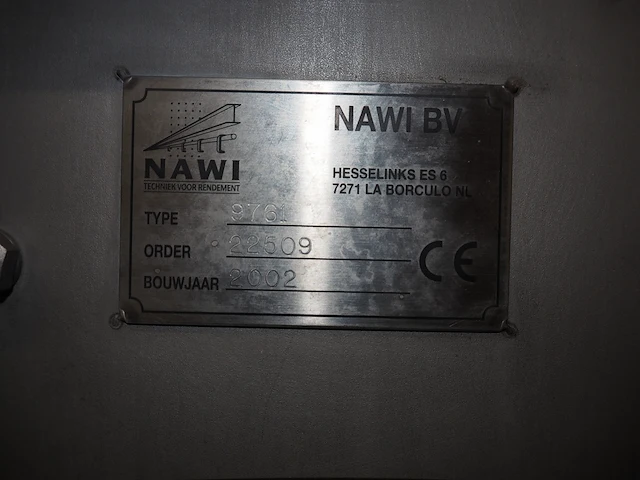 NAWI
TECHNIEK VOOR RENDEMENT
NAWI BV
HESSELINKS ES 6
7271 LA BORCULO NL
TYPE
ORDER 22509
BOUWJAAR 2002
CE